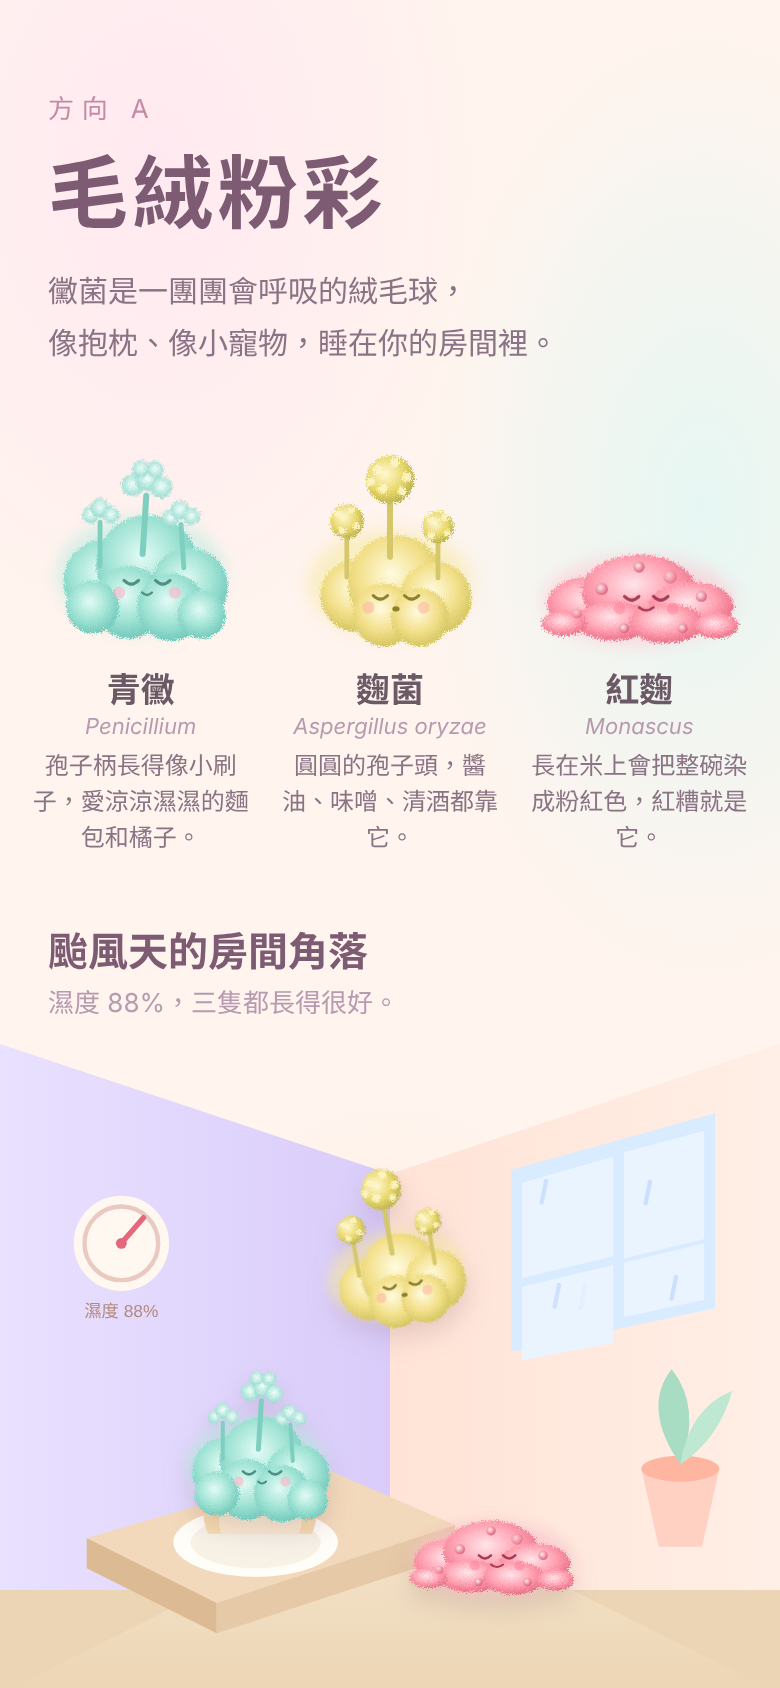 方向 A
毛絨粉彩
黴菌是一團團會呼吸的絨毛球，
像抱枕、像小寵物，睡在你的房間裡。
青黴
Penicillium
孢子柄長得像小刷
子，愛涼涼濕濕的麵
包和橘子。
麴菌
Aspergillus oryzae
圓圓的孢子頭，醬
油、味噌、清酒都靠
它。
紅麴
Monascus
長在米上會把整碗染
成粉紅色，紅糟就是
它。
颱風天的房間角落
濕度 88%，三隻都長得很好。
濕度 88%